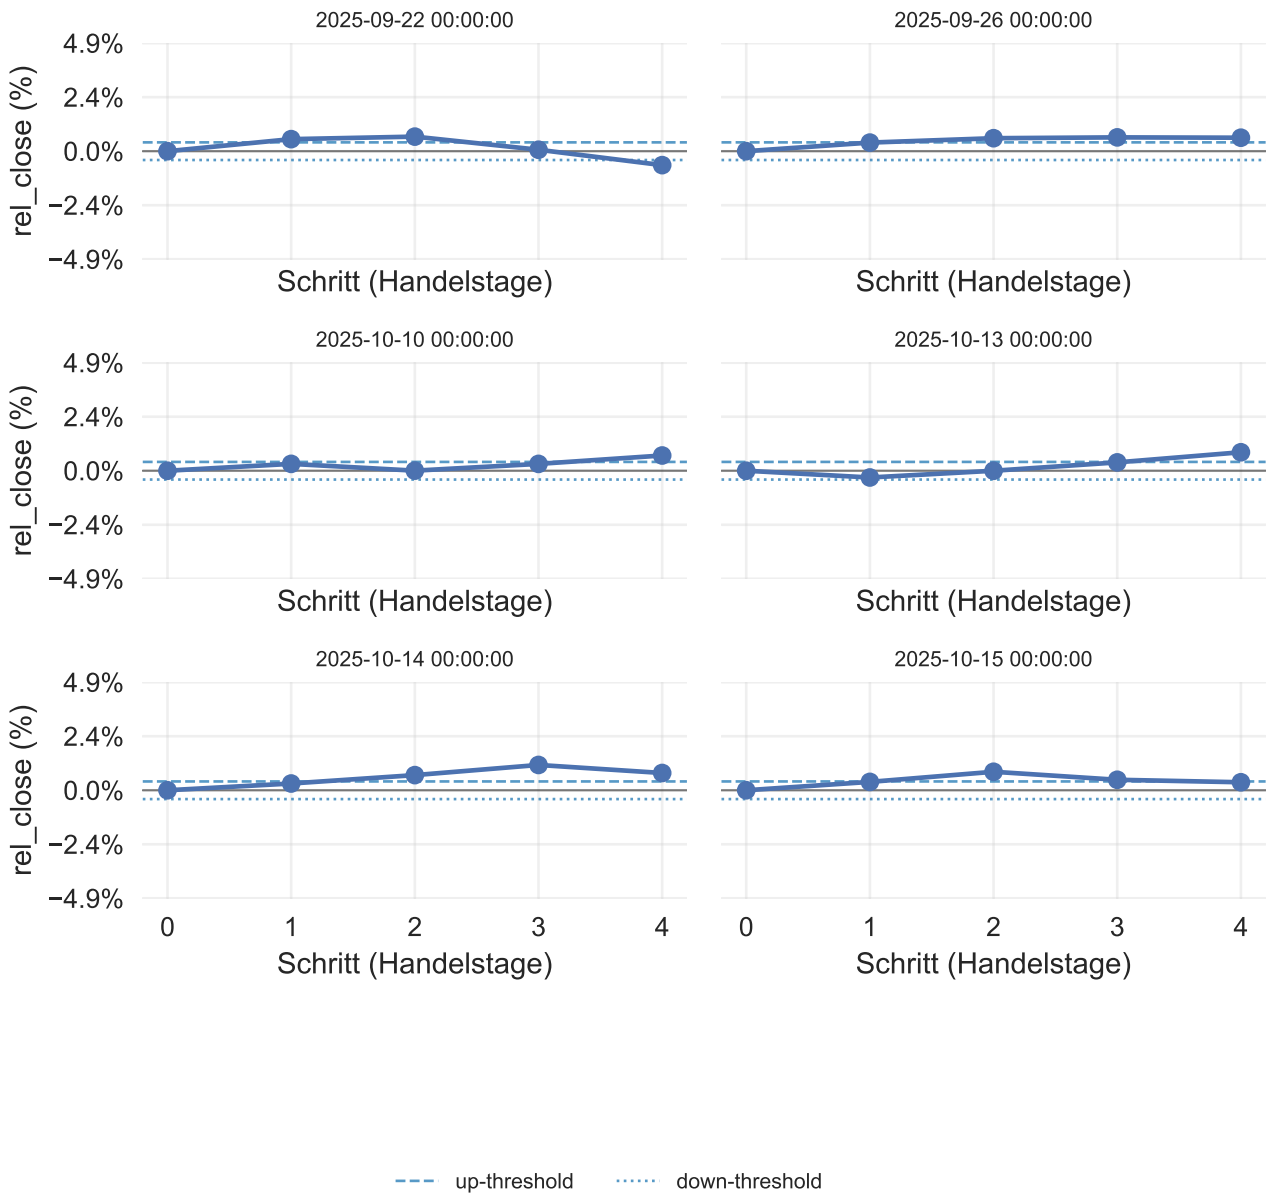 2025-09-22 00:00:00
2025-09-26 00:00:00
4.9%
2.4%
0.0%
−2.4%
−4.9%
rel_close (%)
Schritt (Handelstage)
Schritt (Handelstage)
2025-10-10 00:00:00
2025-10-13 00:00:00
4.9%
2.4%
0.0%
−2.4%
−4.9%
rel_close (%)
Schritt (Handelstage)
Schritt (Handelstage)
2025-10-14 00:00:00
2025-10-15 00:00:00
4.9%
2.4%
0.0%
−2.4%
−4.9%
rel_close (%)
0 1 2 3 4
0 1 2 3 4
Schritt (Handelstage)
Schritt (Handelstage)
up-threshold down-threshold